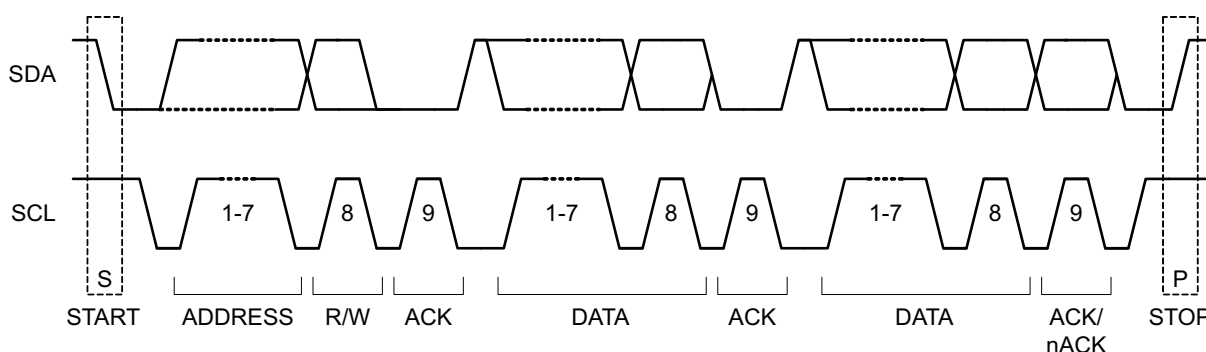 SDA
SCL
1-7 8 9 1-7 8 9 1-7 8 9
S P
START ADDRESS R/W ACK DATA ACK DATA ACK/ STOP
nACK